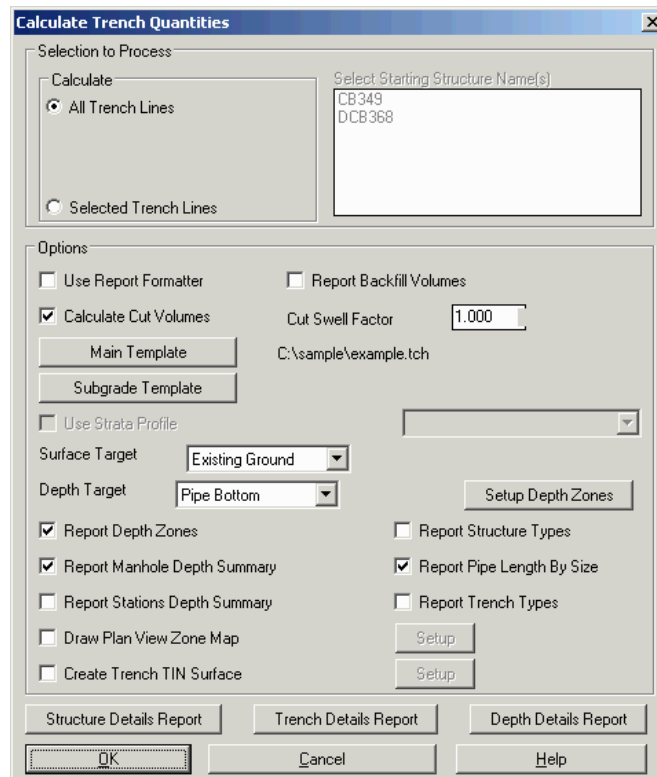 Calculate Trench Quantities
Selection to Process
Calculate
All Trench Lines
Selected Trench Lines
Select Starting Structure Name(s)
CB349
DCB368
Options
Use Report Formatter
Report Backfill Volumes
Calculate Cut Volumes
Cut Swell Factor
1.000
Main Template
C:\sample\example.tch
Subgrade Template
Use Strata Profile
Surface Target
Existing Ground
Depth Target
Pipe Bottom
Setup Depth Zones
Report Depth Zones
Report Structure Types
Report Manhole Depth Summary
Report Pipe Length By Size
Report Stations Depth Summary
Report Trench Types
Draw Plan View Zone Map
Setup
Create Trench TIN Surface
Setup
Structure Details Report
Trench Details Report
Depth Details Report
OK
Cancel
Help